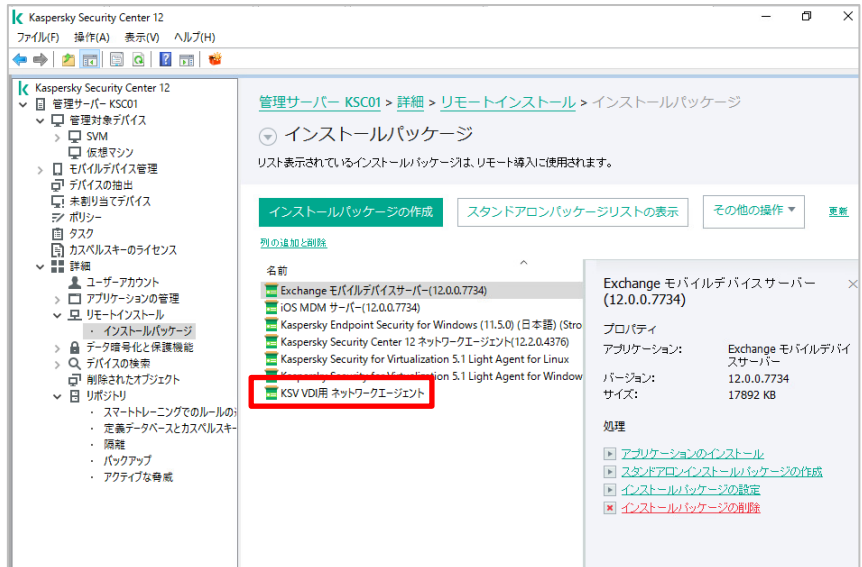 Kaspersky Security Center 12
ファイル(F) 操作(A) 表示(V) ヘルプ(H)
Kaspersky Security Center 12
管理サーバー KSC01
管理対象デバイス
SVM
仮想マシン
モバイルデバイス管理
デバイスの抽出
未割り当てデバイス
ポリシー
タスク
カスペルスキーのライセンス
詳細
ユーザーアカウント
アプリケーションの管理
リモートインストール
インストールパッケージ
データ暗号化と保護機能
デバイスの検索
削除されたオブジェクト
リポジトリ
スマートトレーニングでのルールの
定義データベースとカスペルスキー
隔離
バックアップ
アクティブな脅威
管理サーバー KSC01 > 詳細 > リモートインストール > インストールパッケージ
インストールパッケージ
リスト表示されているインストールパッケージは、リモート導入に使用されます。
インストールパッケージの作成 スタンドアロンパッケージリストの表示 その他の操作 更新
列の追加と削除
名前
Exchange モバイルデバイスサーバー(12.0.0.7734)
iOS MDM サーバー(12.0.0.7734)
Kaspersky Endpoint Security for Windows (11.5.0) (日本語) (Stro
Kaspersky Security Center 12 ネットワークエージェント(12.2.0.4376)
Kaspersky Security for Virtualization 5.1 Light Agent for Linux
Kaspersky Security for Virtualization 5.1 Light Agent for Window
KSV VDI用 ネットワークエージェント
Exchange モバイルデバイスサーバー
(12.0.0.7734)
プロパティ
アプリケーション: Exchange モバイルデバイ
スサーバー
バージョン: 12.0.0.7734
サイズ: 17892 KB
処理
アプリケーションのインストール
スタンドアロンインストールパッケージの作成
インストールパッケージの設定
インストールパッケージの削除